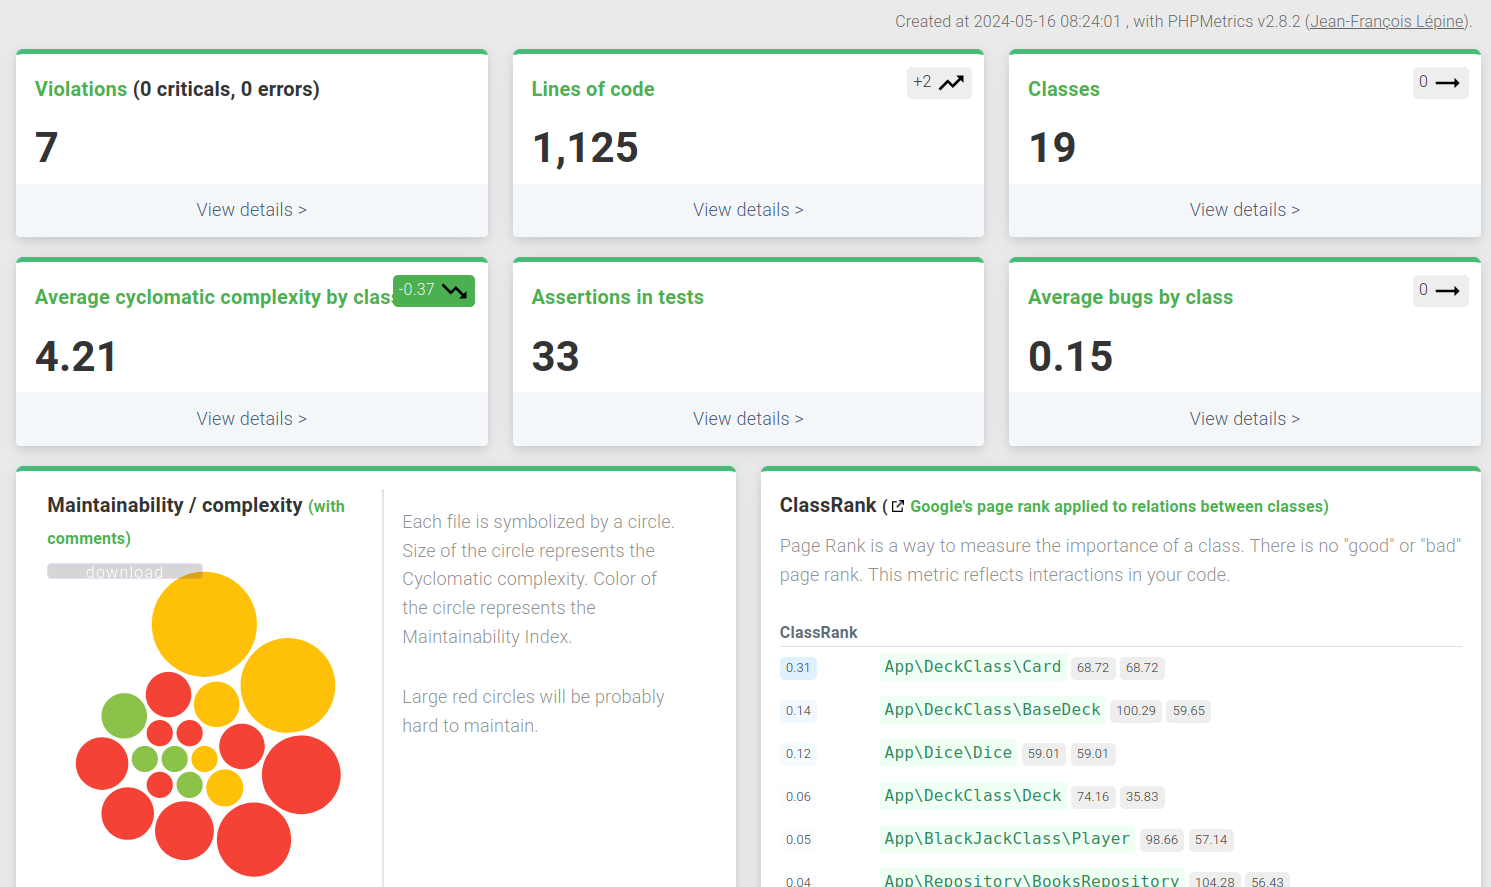 Created at 2024-05-16 08:24:01 , with PHPMetrics v2.8.2 (Jean-François Lépine).
Violations (0 criticals, 0 errors)
7
View details >
Lines of code
+2
1,125
View details >
Classes
0
19
View details >
Average cyclomatic complexity by class
-0.37
4.21
View details >
Assertions in tests
33
View details >
Average bugs by class
0
0.15
View details >
Maintainability / complexity (with
comments)
download
Each file is symbolized by a circle.
Size of the circle represents the
Cyclomatic complexity. Color of
the circle represents the
Maintainability Index.
Large red circles will be probably
hard to maintain.
ClassRank ( Google's page rank applied to relations between classes)
Page Rank is a way to measure the importance of a class. There is no "good" or "bad"
page rank. This metric reflects interactions in your code.
ClassRank
0.31 App\DeckClass\Card 68.72 68.72
0.14 App\DeckClass\BaseDeck 100.29 59.65
0.12 App\Dice\Dice 59.01 59.01
0.06 App\DeckClass\Deck 74.16 35.83
0.05 App\BlackJackClass\Player 98.66 57.14
0.04 App\Repository\BooksRepository 104.28 56.43